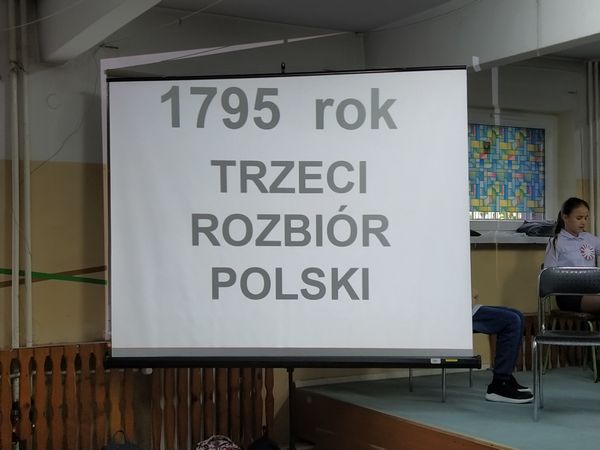 1795 rok
TRZECI
ROZBIÓR
POLSKI